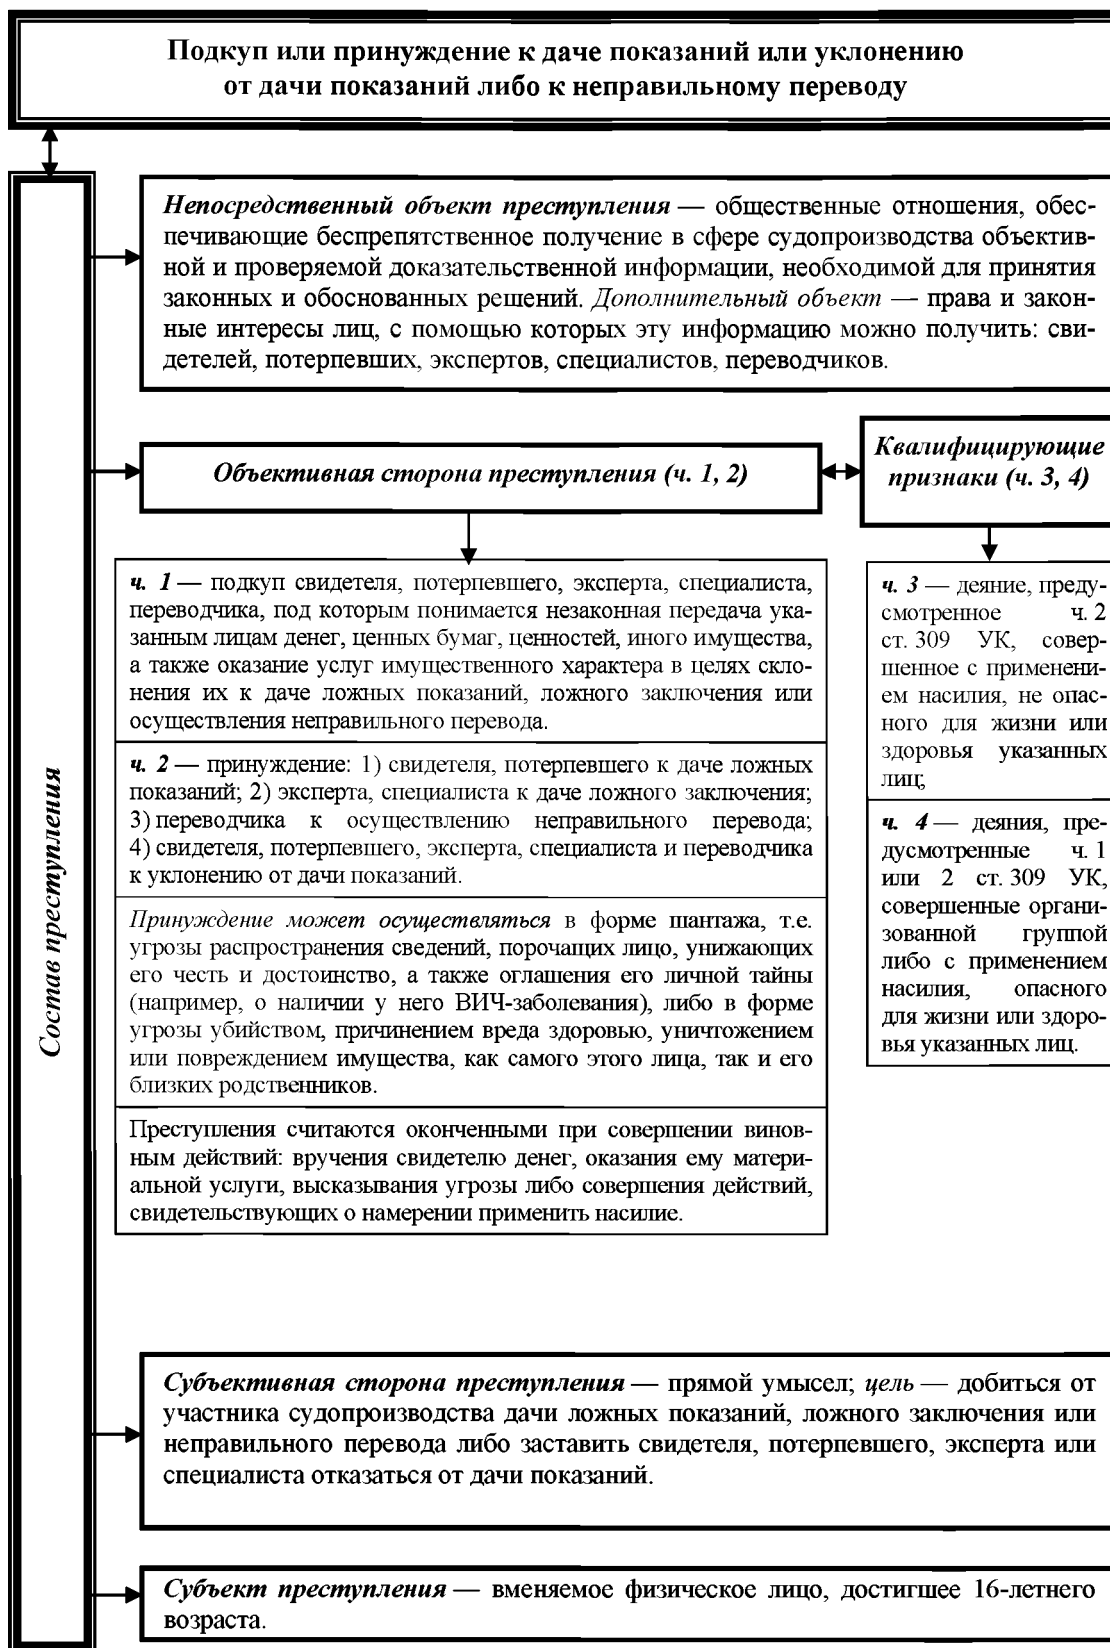 Подкуп или принуждение к даче показаний или уклонению
от дачи показаний либо к неправильному переводу
Состав преступления
Непосредственный объект преступления — общественные отношения, обес-
печивающие беспрепятственное получение в сфере судопроизводства объектив-
ной и проверяемой доказательственной информации, необходимой для принятия
законных и обоснованных решений. Дополнительный объект — права и закон-
ные интересы лиц, с помощью которых эту информацию можно получить: сви-
детелей, потерпевших, экспертов, специалистов, переводчиков.
Объективная сторона преступления (ч. 1, 2)
Квалифицирующие
признаки (ч. 3, 4)
ч. 1 — подкуп свидетеля, потерпевшего, эксперта, специалиста,
переводчика, под которым понимается незаконная передача ука-
занным лицам денег, ценных бумаг, ценностей, иного имущества,
а также оказание услуг имущественного характера в целях скло-
нения их к даче ложных показаний, ложного заключения или
осуществления неправильного перевода.
ч. 2 — принуждение: 1) свидетеля, потерпевшего к даче ложных
показаний; 2) эксперта, специалиста к даче ложного заключения;
3) переводчика к осуществлению неправильного перевода;
4) свидетеля, потерпевшего, эксперта, специалиста и переводчика
к уклонению от дачи показаний.
Принуждение может осуществляться в форме шантажа, т.е.
угрозы распространения сведений, порочащих лицо, унижающих
его честь и достоинство, а также оглашения его личной тайны
(например, о наличии у него ВИЧ-заболевания), либо в форме
угрозы убийством, причинением вреда здоровью, уничтожением
или повреждением имущества, как самого этого лица, так и его
близких родственников.
Преступления считаются оконченными при совершении винов-
ным действий: вручения свидетелю денег, оказания ему матери-
альной услуги, высказывания угрозы либо совершения действий,
свидетельствующих о намерении применить насилие.
ч. 3 — деяние, преду-
смотренное ч. 2
ст. 309 УК, совер-
шенное с применени-
ем насилия, не опас-
ного для жизни или
здоровья указанных
лиц;
ч. 4 — деяния, пре-
дусмотренные ч. 1
или 2 ст. 309 УК,
совершенные органи-
зованной группой
либо с применением
насилия, опасного
для жизни или здоро-
вья указанных лиц.
Субъективная сторона преступления — прямой умысел; цель — добиться от
участника судопроизводства дачи ложных показаний, ложного заключения или
неправильного перевода либо заставить свидетеля, потерпевшего, эксперта или
специалиста отказаться от дачи показаний.
Субъект преступления — вменяемое физическое лицо, достигшее 16-летнего
возраста.